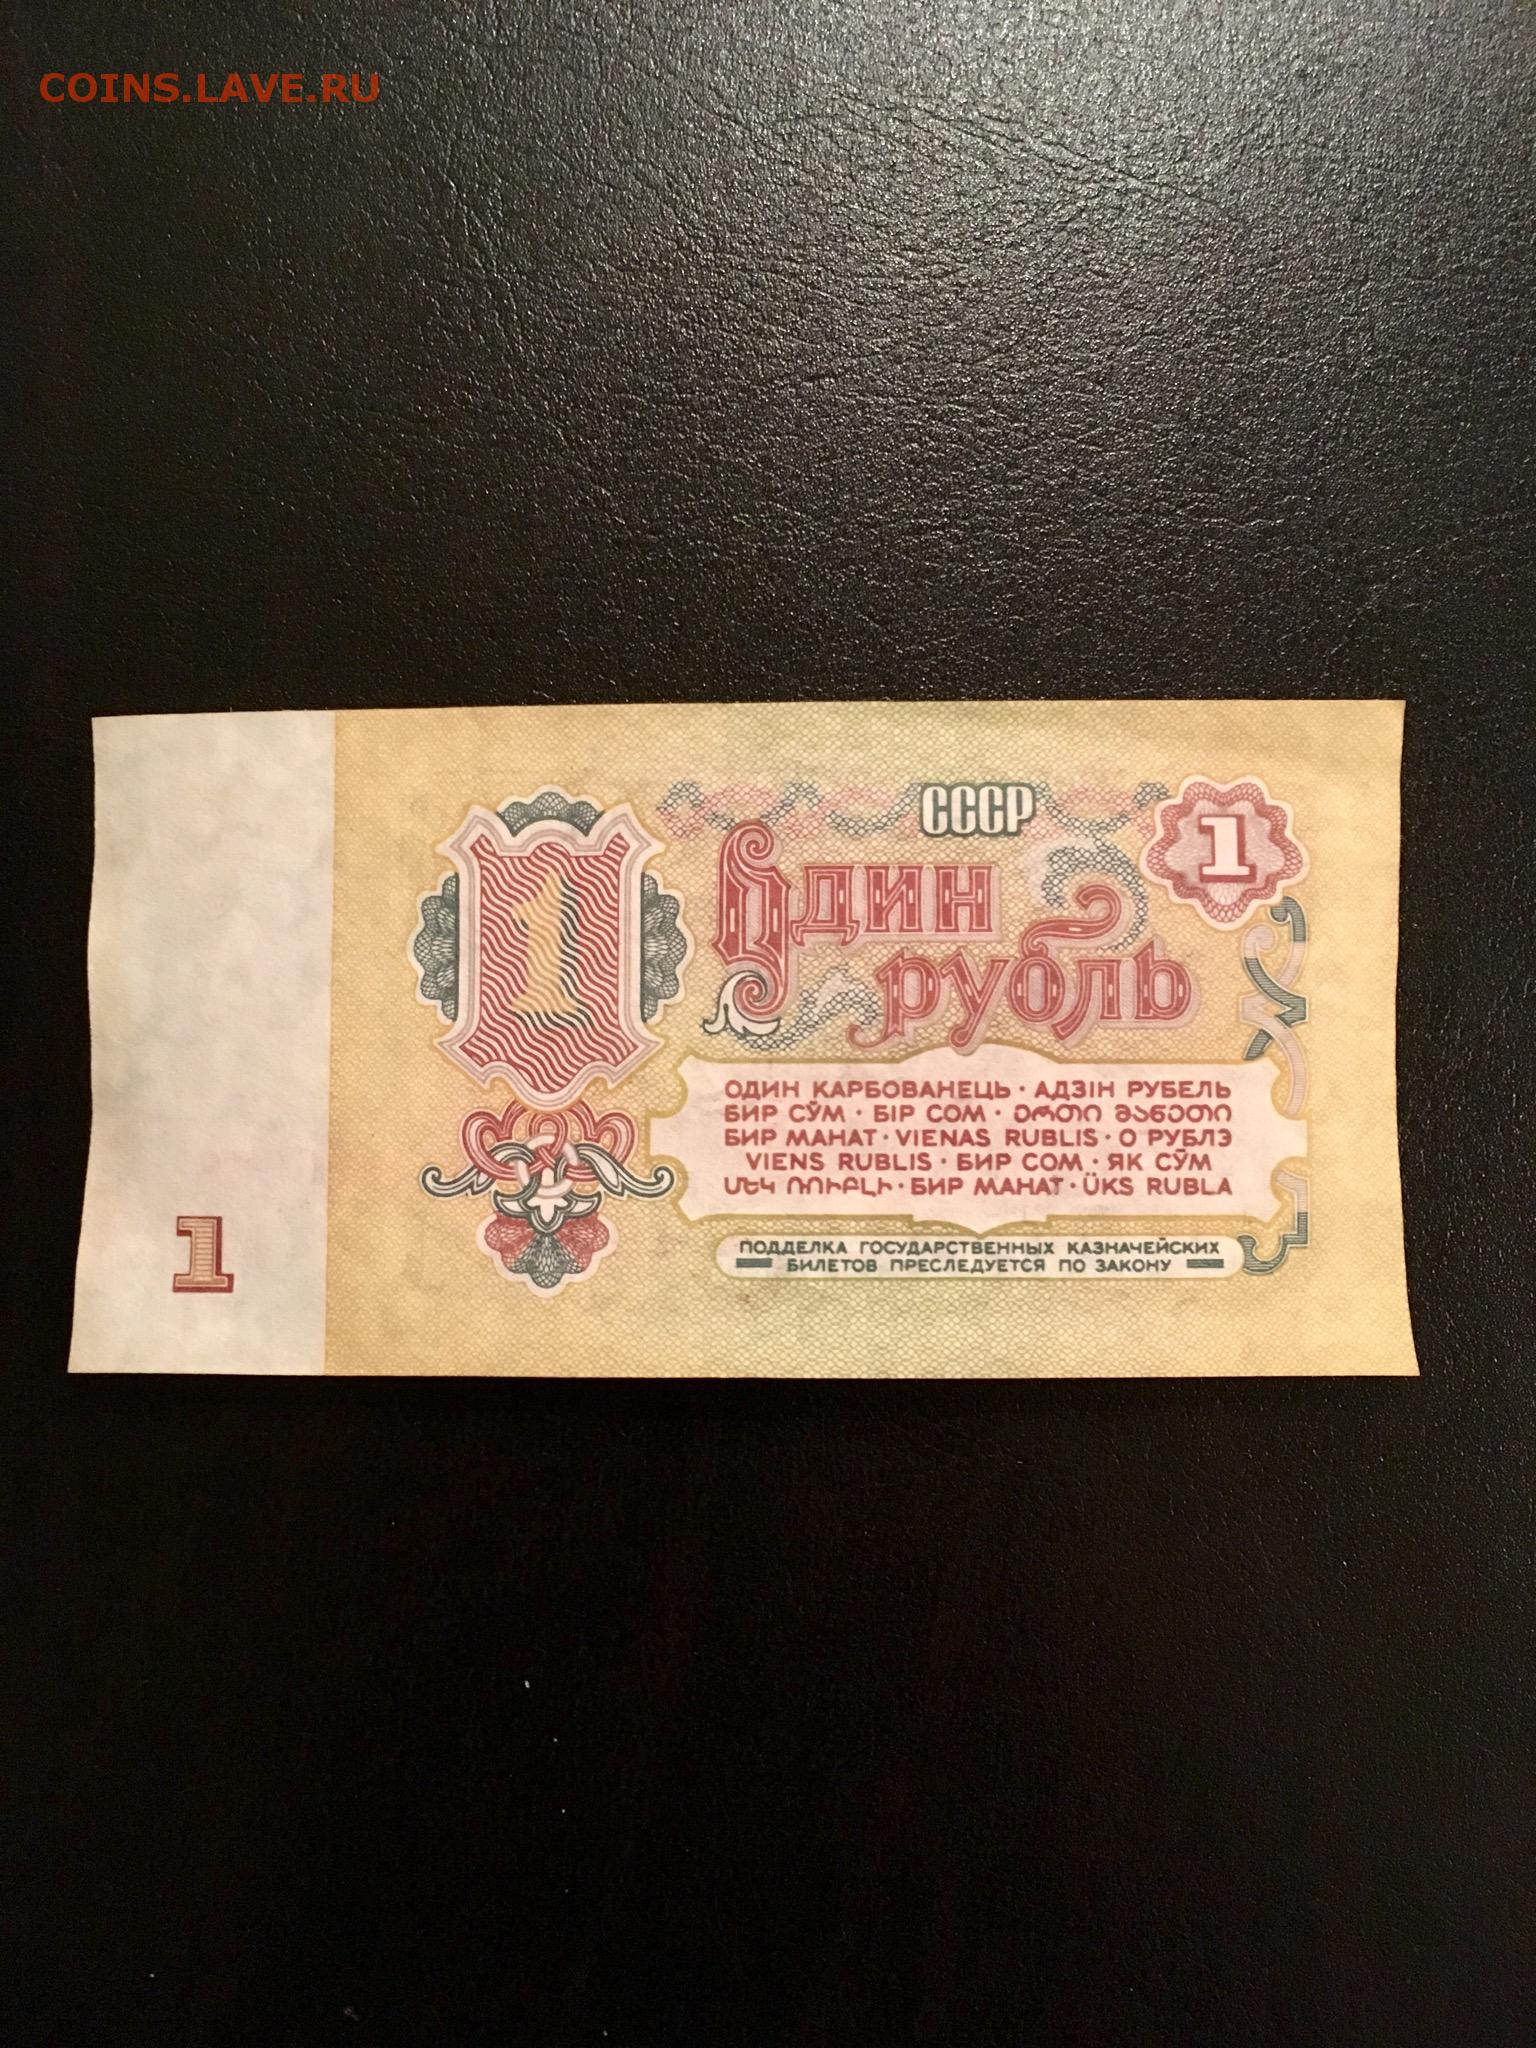 COINS.LAVE.RU
СССР
1
1
Один
рубль
ОДИН КАРБОВАНЕЦЬ · АДЗІН РУБЕЛЬ
БИР СЎМ · БІР СОМ · ერთი მანეთი
БИР МАНАТ · VIENAS RUBLIS · О РУБЛЭ
VIENS RUBLIS · БИР СОМ · ЯК СӮМ
ՄԵԿ ՌՈՒԲԼԻ · БИР МАНАТ · ÜKS RUBLA
ПОДДЕЛКА ГОСУДАРСТВЕННЫХ КАЗНАЧЕЙСКИХ
БИЛЕТОВ ПРЕСЛЕДУЕТСЯ ПО ЗАКОНУ
1